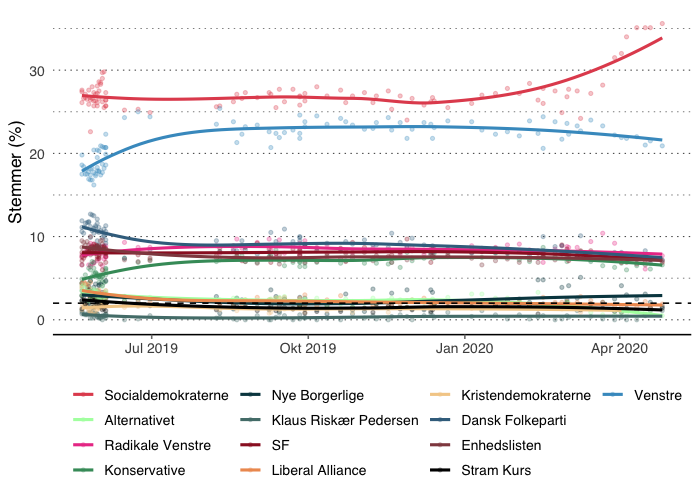 Stemmer (%)
30
20
10
0
Jul 2019 Okt 2019 Jan 2020 Apr 2020
Socialdemokraterne Nye Borgerlige Kristendemokraterne Venstre
Alternativet Klaus Riskær Pedersen Dansk Folkeparti
Radikale Venstre SF Enhedslisten
Konservative Liberal Alliance Stram Kurs